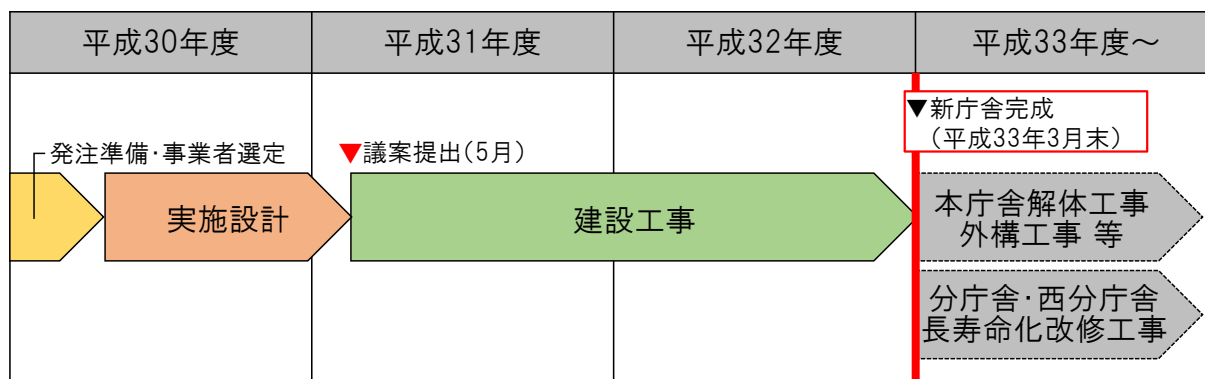 平成30年度
平成31年度
平成32年度
平成33年度～
▼新庁舎完成
（平成33年3月末）
発注準備・事業者選定
▼議案提出(5月)
実施設計
建設工事
本庁舎解体工事
外構工事 等
分庁舎・西分庁舎
長寿命化改修工事